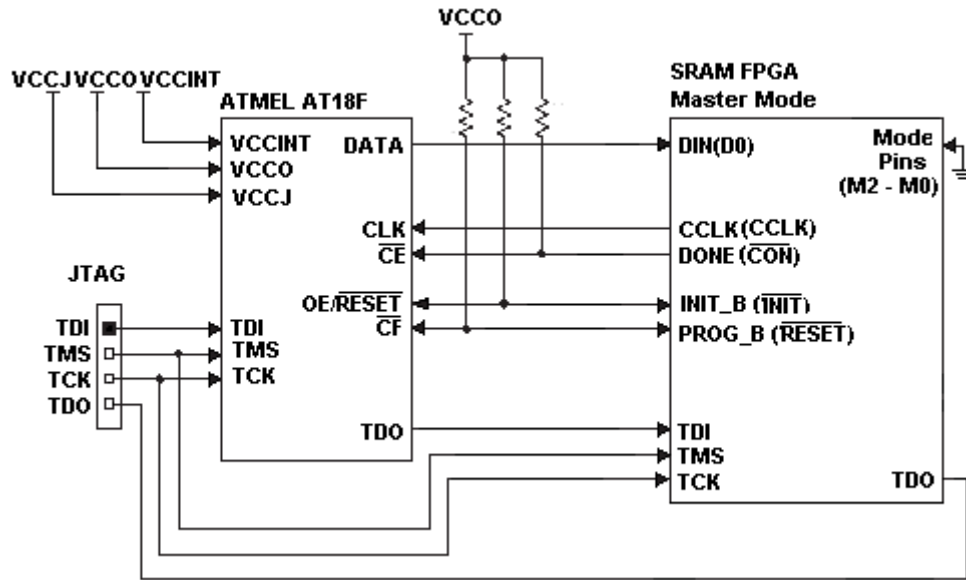 VCCO
VCCJ VCCO VCCINT
ATMEL AT18F
SRAM FPGA
Master Mode
VCCINT
VCCO
VCCJ
DATA
DIN(D0)
Mode
Pins
(M2 - M0)
CLK
CE
CCLK (CCLK)
DONE (CON)
JTAG
OE/RESET
CF
INIT_B (INIT)
PROG_B (RESET)
TDI
TMS
TCK
TDO
TDI
TMS
TCK
TDO
TDI
TMS
TCK
TDO